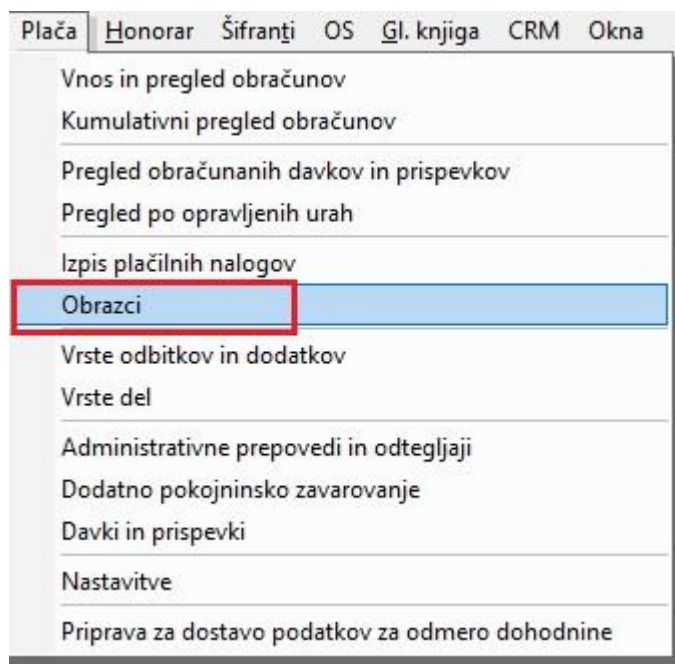 Plača Honorar Šifranti OS Gl. knjiga CRM Okna
Vnos in pregled obračunov
Kumulativni pregled obračunov
Pregled obračunanih davkov in prispevkov
Pregled po opravljenih urah
Izpis plačilnih nalogov
Obrazci
Vrste odbitkov in dodatkov
Vrste del
Administrativne prepovedi in odtegljaji
Dodatno pokojninsko zavarovanje
Davki in prispevki
Nastavitve
Priprava za dostavo podatkov za odmero dohodnine